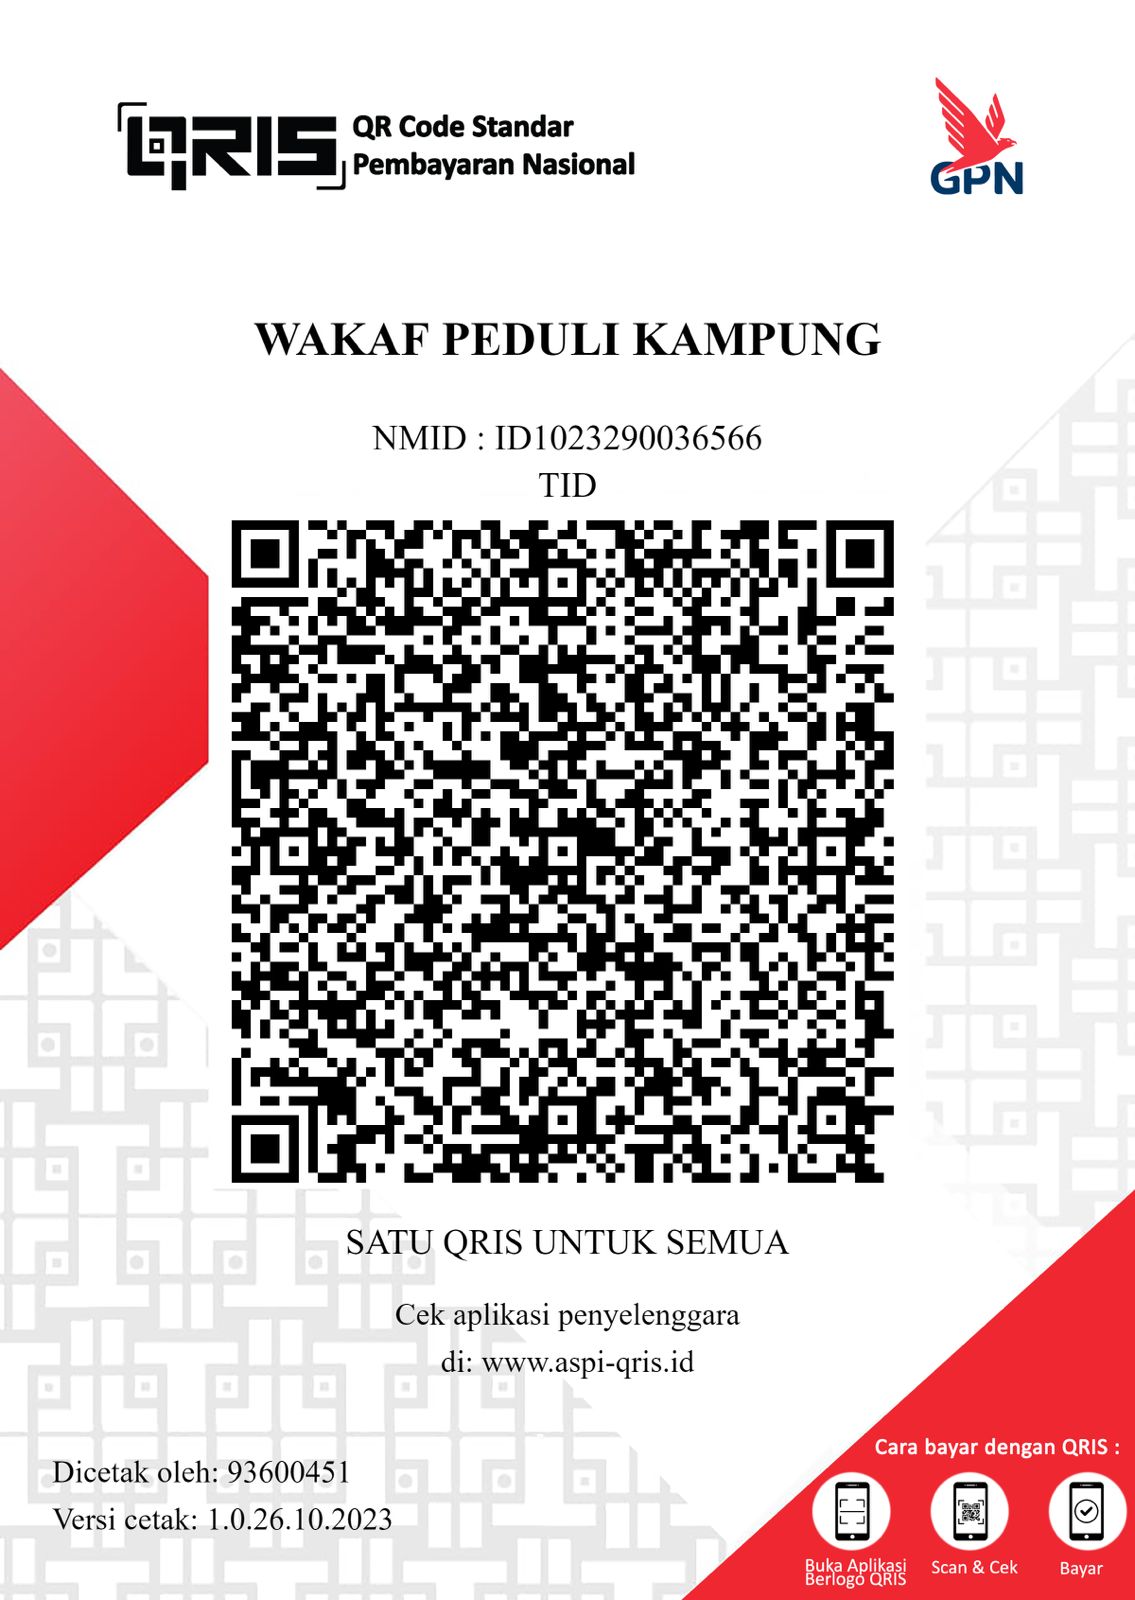 QRIS QR Code Standar
Pembayaran Nasional
GPN
WAKAF PEDULI KAMPUNG
NMID : ID1023290036566
TID
SATU QRIS UNTUK SEMUA
Cek aplikasi penyelenggara
di: www.aspi-qris.id
Dicetak oleh: 93600451
Versi cetak: 1.0.26.10.2023
Cara bayar dengan QRIS :
Buka Aplikasi
Berlogo QRIS
Scan & Cek
Bayar